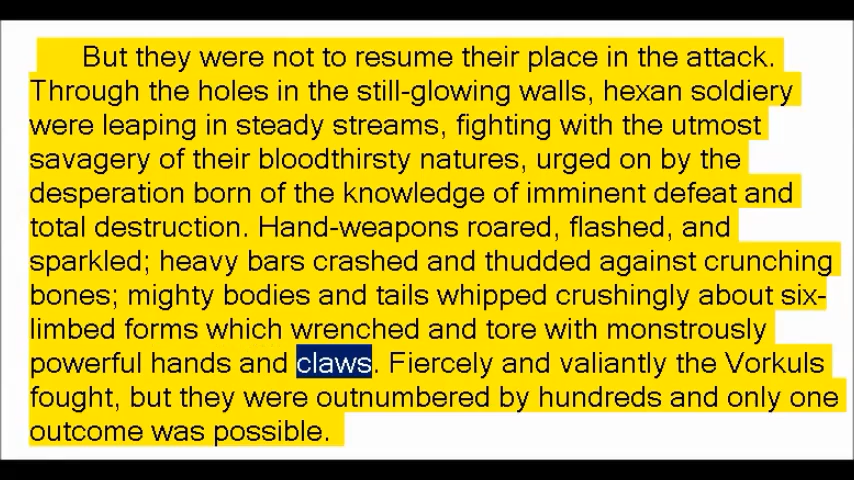 But they were not to resume their place in the attack.
Through the holes in the still-glowing walls, hexan soldiery
were leaping in steady streams, fighting with the utmost
savagery of their bloodthirsty natures, urged on by the
desperation born of the knowledge of imminent defeat and
total destruction. Hand-weapons roared, flashed, and
sparkled; heavy bars crashed and thudded against crunching
bones; mighty bodies and tails whipped crushingly about six-
limbed forms which wrenched and tore with monstrously
powerful hands and claws. Fiercely and valiantly the Vorkuls
fought, but they were outnumbered by hundreds and only one
outcome was possible.